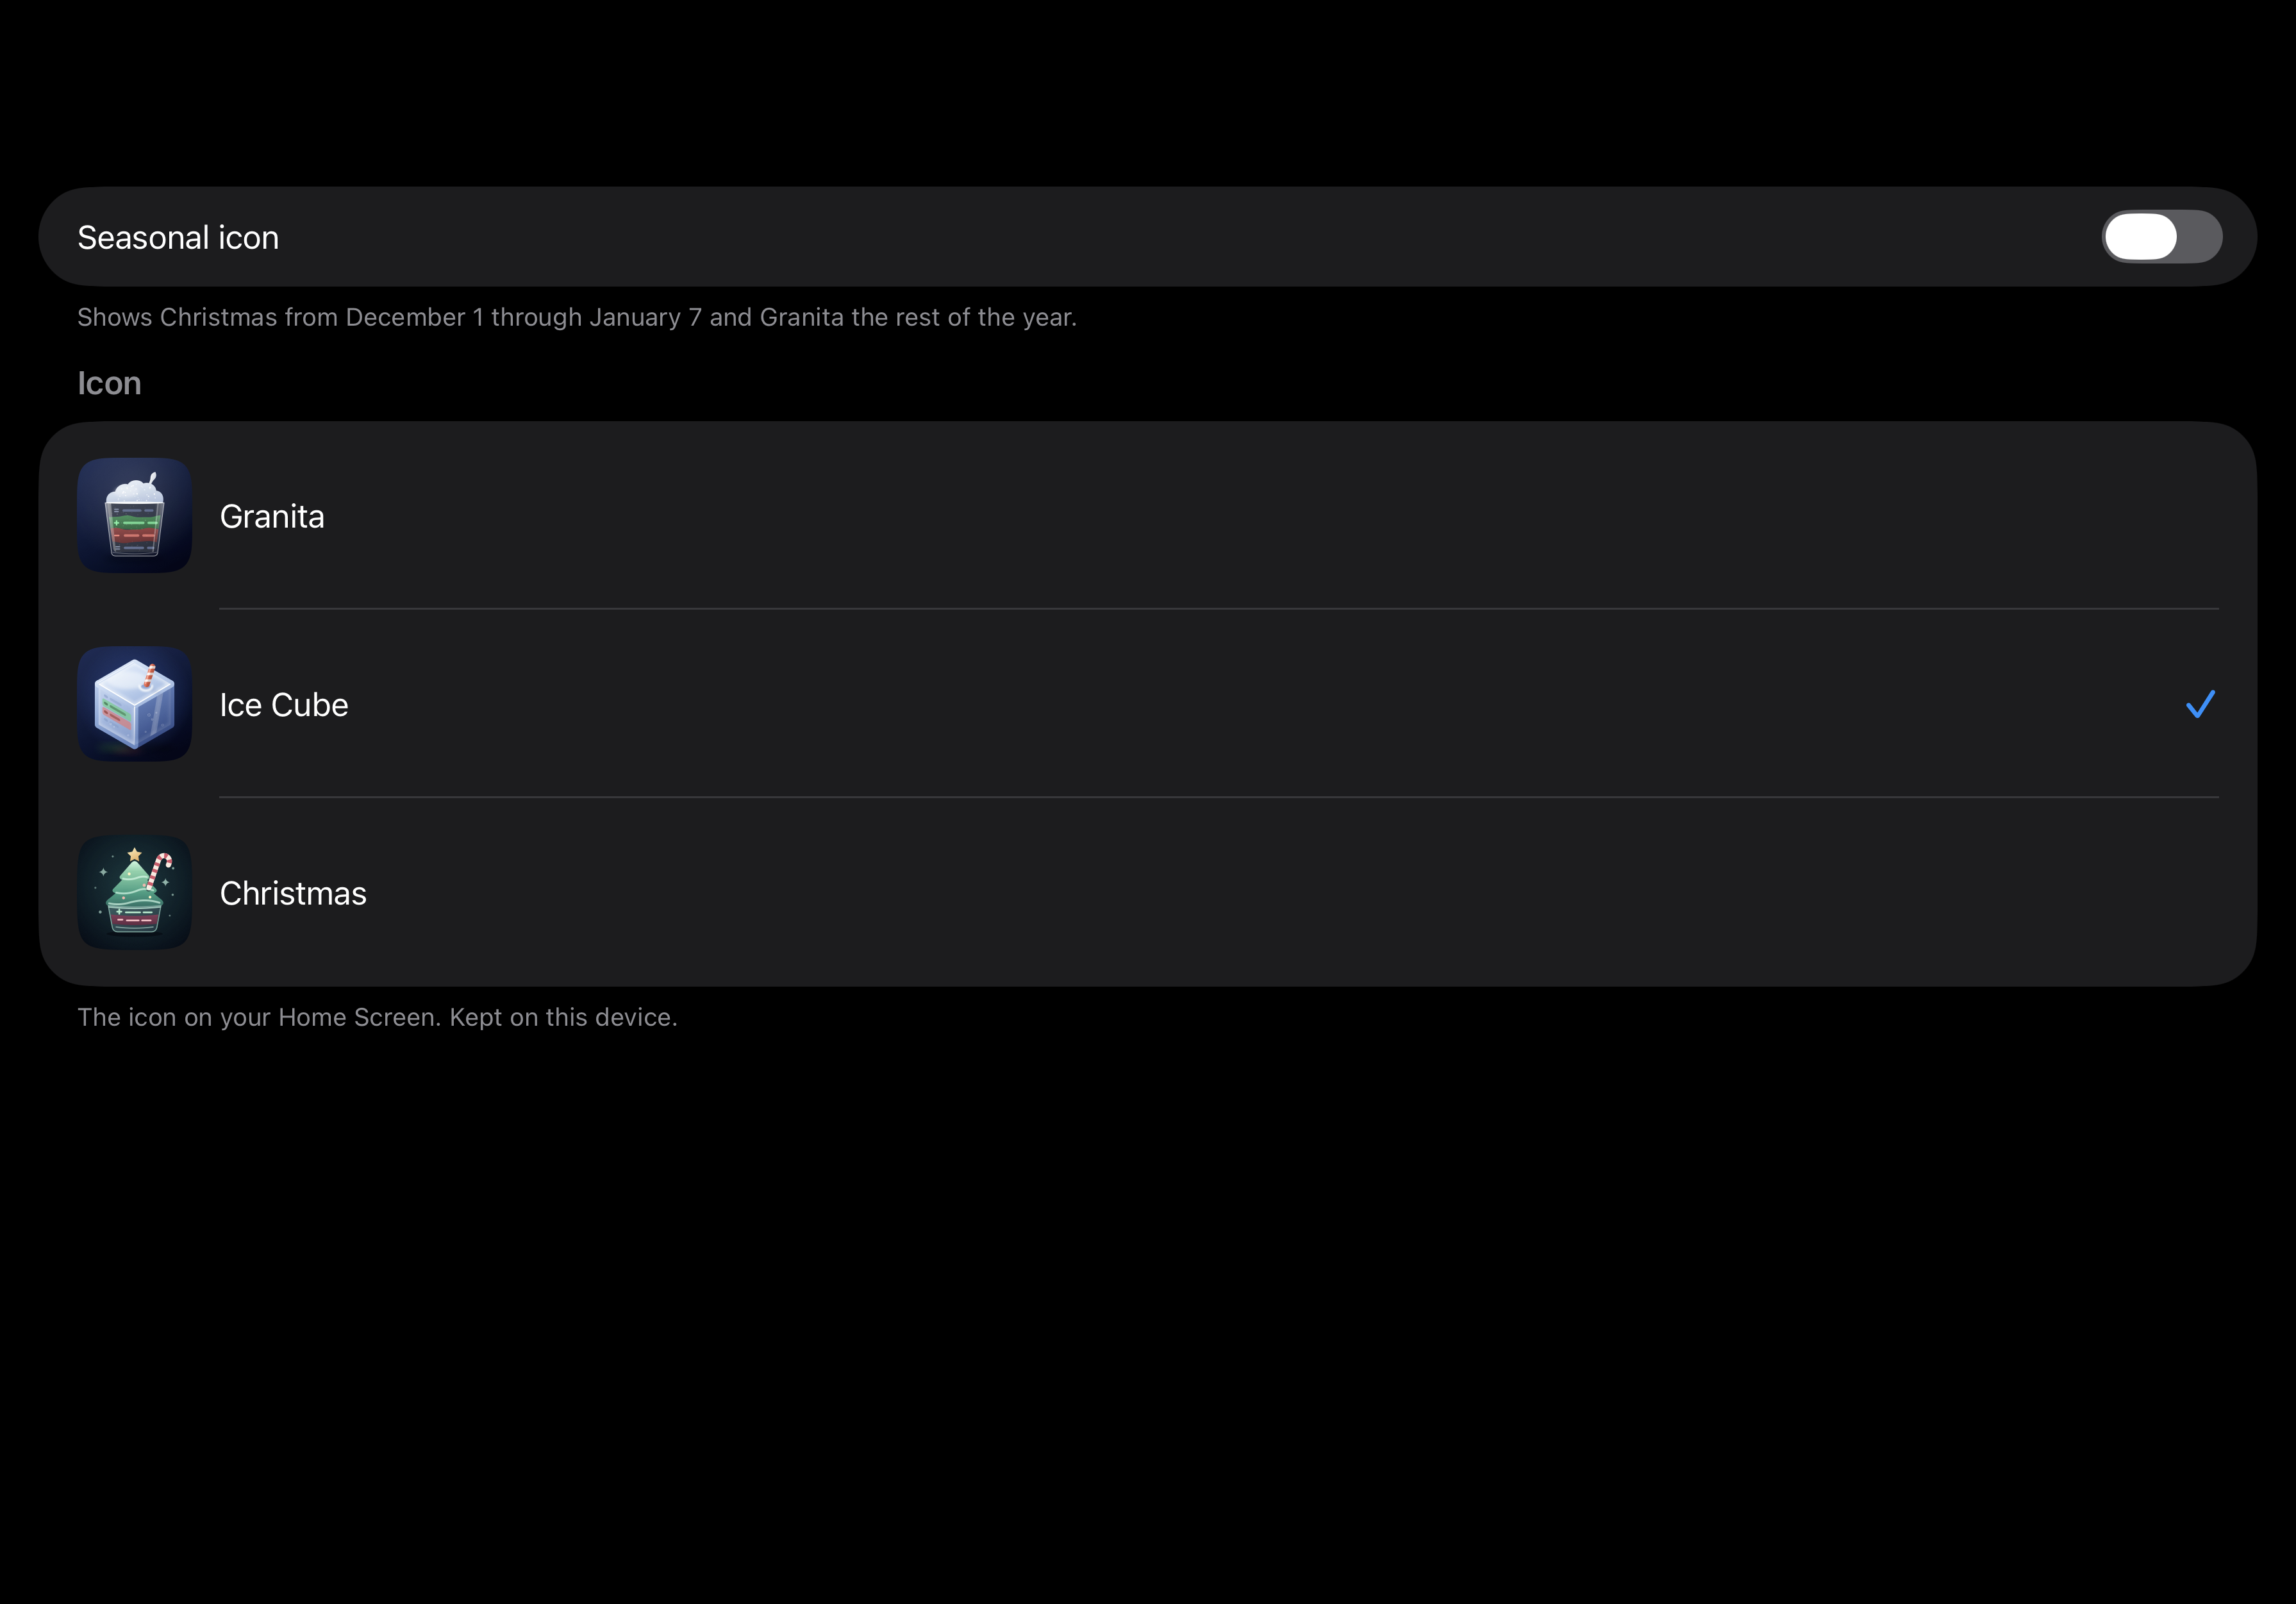 Seasonal icon
Shows Christmas from December 1 through January 7 and Granita the rest of the year.
Icon
Granita
Ice Cube
Christmas
The icon on your Home Screen. Kept on this device.